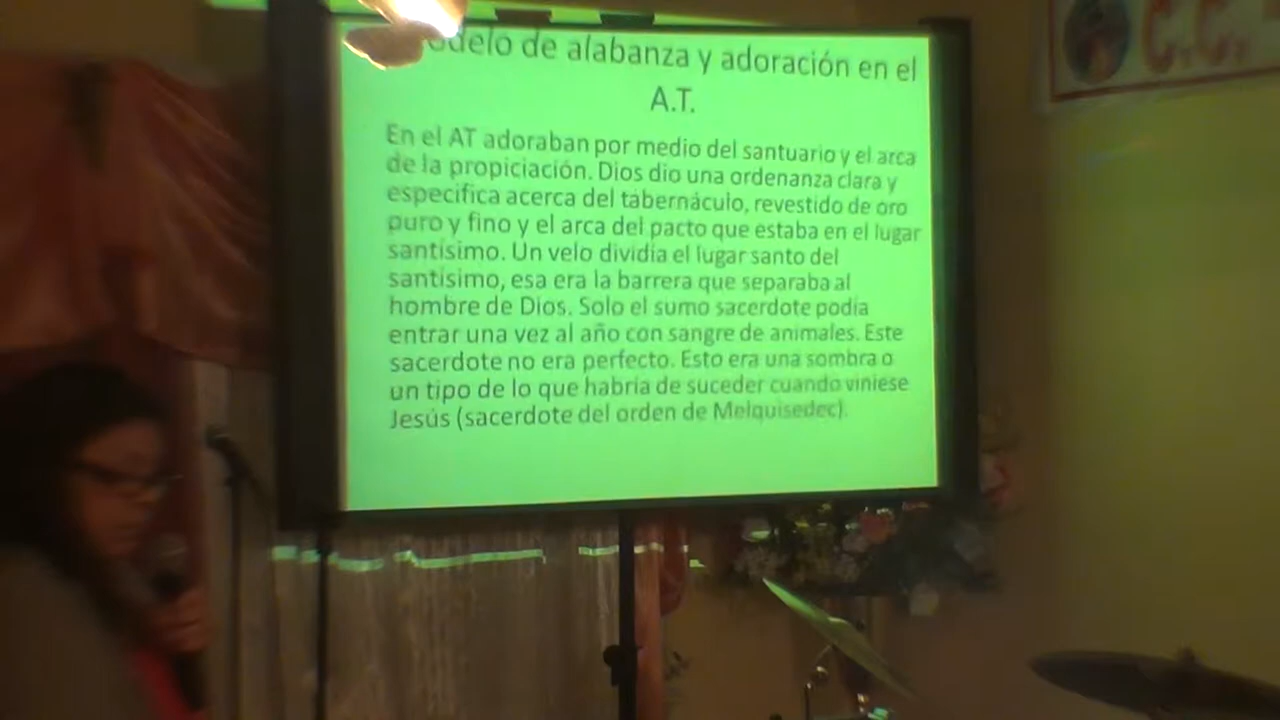 odelo de alabanza y adoración en el
A.T.
En el AT adoraban por medio del santuario y el arca
de la propiciación. Dios dio una ordenanza clara y
especifica acerca del tabernáculo, revestido de oro
puro y fino y el arca del pacto que estaba en el lugar
santísimo. Un velo dividía el lugar santo del
santísimo, esa era la barrera que separaba al
hombre de Dios. Solo el sumo sacerdote podía
entrar una vez al año con sangre de animales. Este
sacerdote no era perfecto. Esto era una sombra o
un tipo de lo que habría de suceder cuando viniese
Jesús (sacerdote del orden de Melquisedec).
C.C.